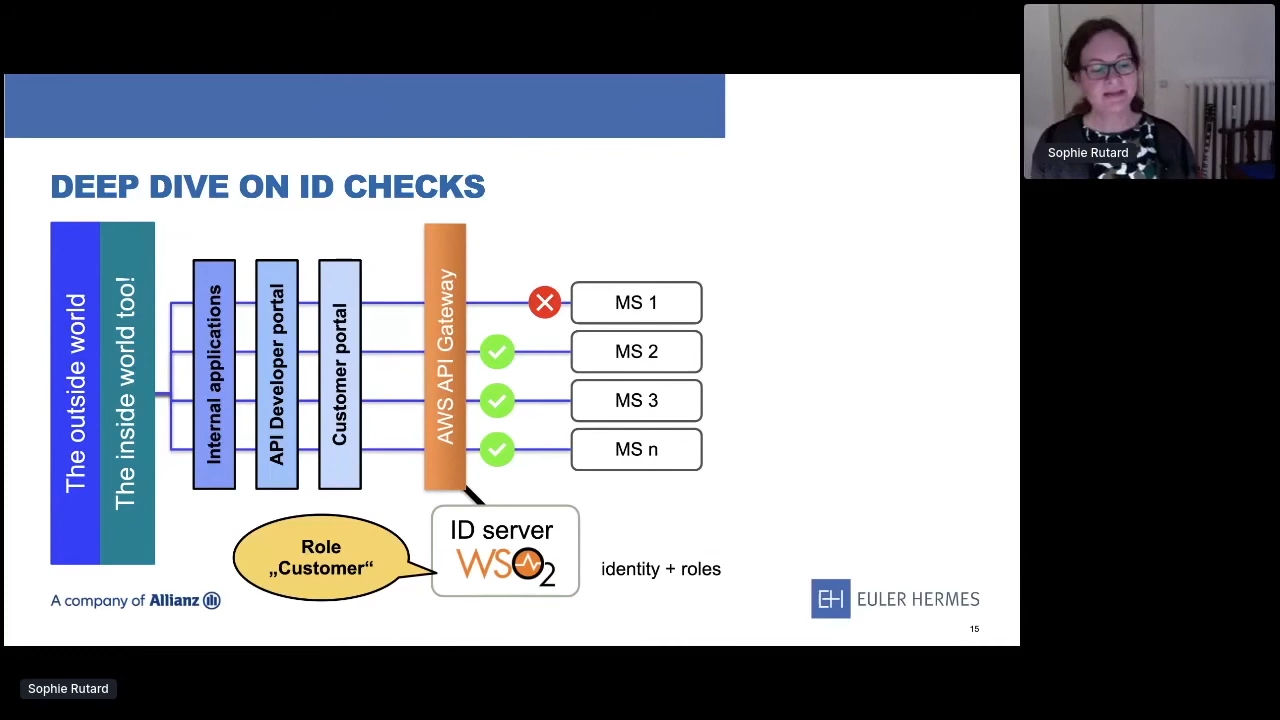 Sophie Rutard
DEEP DIVE ON ID CHECKS
The outside world
The inside world too!
Internal applications
API Developer portal
Customer portal
AWS API Gateway
MS 1
MS 2
MS 3
MS n
ID server
WSO2
Role
„Customer“
identity + roles
A company of Allianz
EH EULER HERMES
15
Sophie Rutard